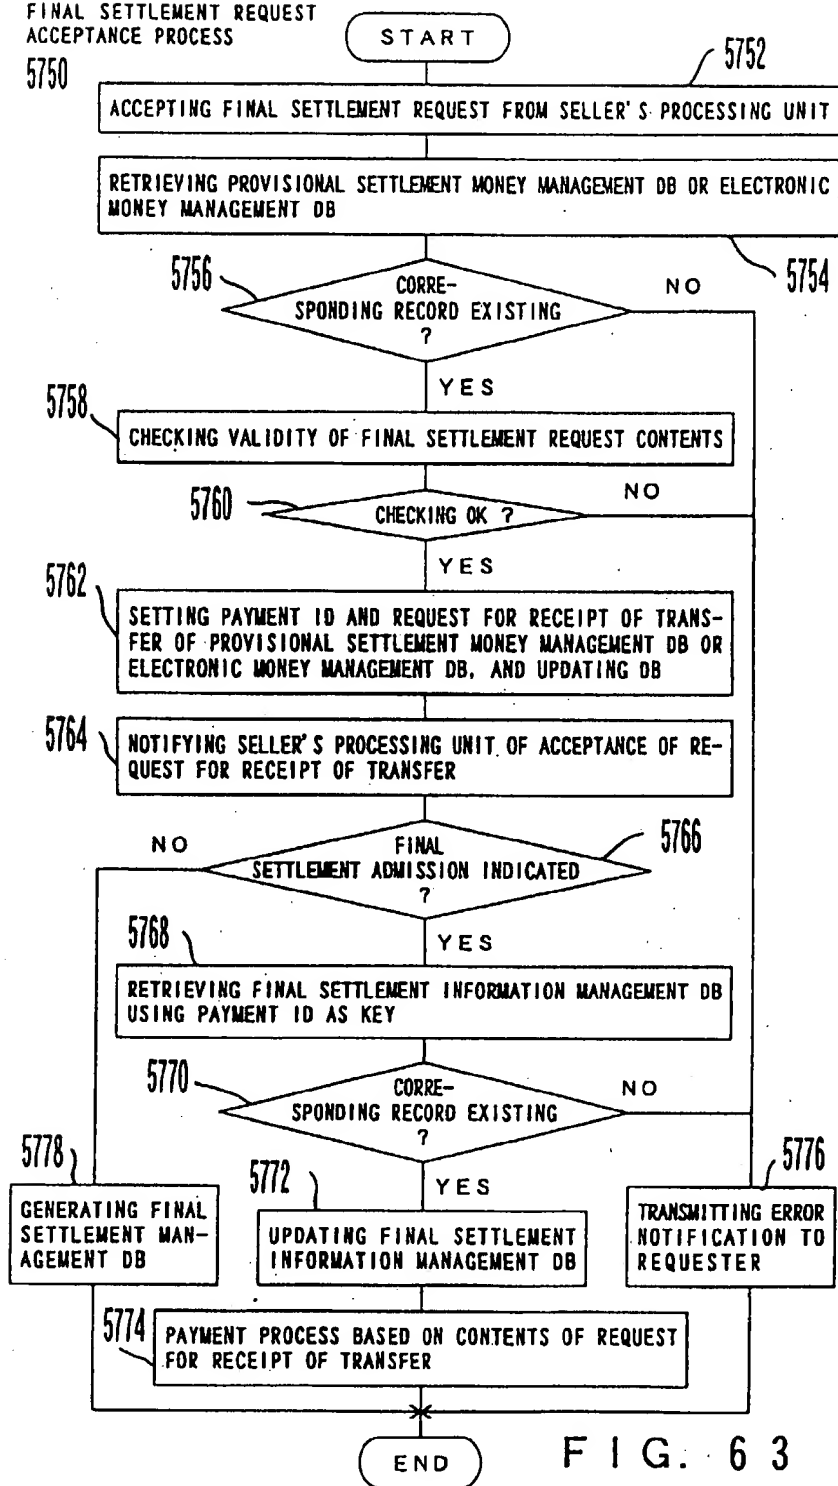 FINAL SETTLEMENT REQUEST
ACCEPTANCE PROCESS
5750
START
5752
ACCEPTING FINAL SETTLEMENT REQUEST FROM SELLER'S PROCESSING UNIT
RETRIEVING PROVISIONAL SETTLEMENT MONEY MANAGEMENT DB OR ELECTRONIC
MONEY MANAGEMENT DB
5754
5756
CORRE-
SPONDING RECORD EXISTING
?
NO
YES
5758
CHECKING VALIDITY OF FINAL SETTLEMENT REQUEST CONTENTS
5760
CHECKING OK ?
NO
YES
5762
SETTING PAYMENT ID AND REQUEST FOR RECEIPT OF TRANS-
FER OF PROVISIONAL SETTLEMENT MONEY MANAGEMENT DB OR
ELECTRONIC MONEY MANAGEMENT DB, AND UPDATING DB
5764
NOTIFYING SELLER'S PROCESSING UNIT OF ACCEPTANCE OF RE-
QUEST FOR RECEIPT OF TRANSFER
NO
FINAL
SETTLEMENT ADMISSION INDICATED
?
5766
YES
5768
RETRIEVING FINAL SETTLEMENT INFORMATION MANAGEMENT DB
USING PAYMENT ID AS KEY
5770
CORRE-
SPONDING RECORD EXISTING
?
NO
YES
5778
GENERATING FINAL
SETTLEMENT MAN-
AGEMENT DB
5772
UPDATING FINAL SETTLEMENT
INFORMATION MANAGEMENT DB
5776
TRANSMITTING ERROR
NOTIFICATION TO
REQUESTER
5774
PAYMENT PROCESS BASED ON CONTENTS OF REQUEST
FOR RECEIPT OF TRANSFER
END
FIG. 63